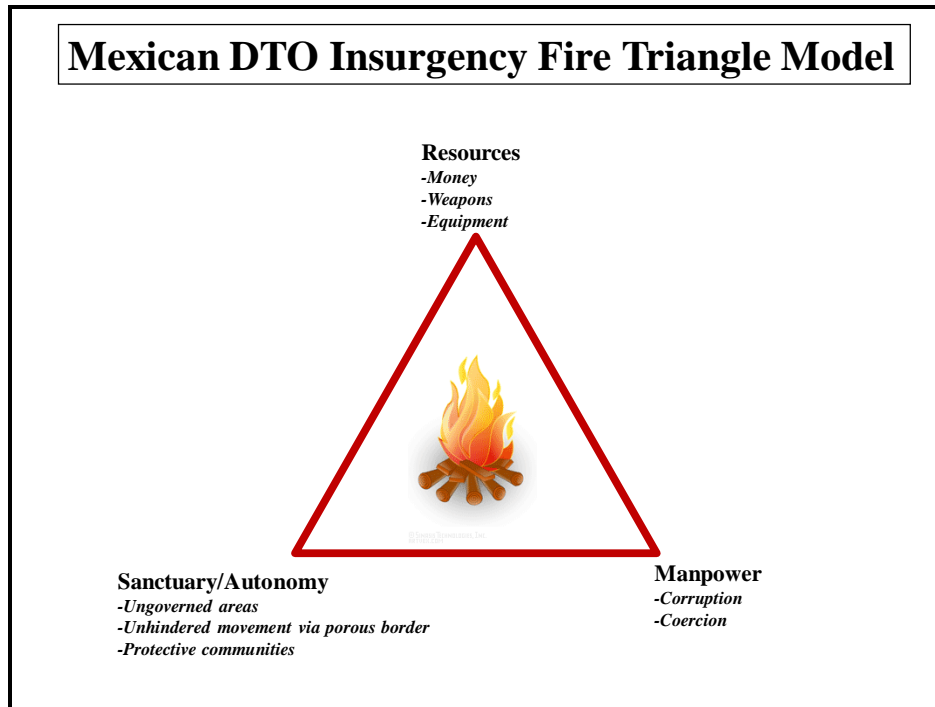 Mexican DTO Insurgency Fire Triangle Model
Resources
-Money
-Weapons
-Equipment
Sanctuary/Autonomy
-Ungoverned areas
-Unhindered movement via porous border
-Protective communities
Manpower
-Corruption
-Coercion